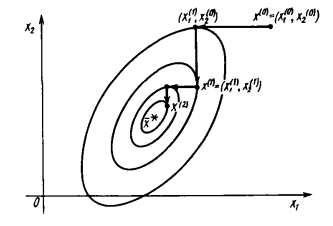 x₂
(x₁⁽¹⁾, x₂⁽⁰⁾)
x⁽⁰⁾=(x₁⁽⁰⁾, x₂⁽⁰⁾)
x⁽¹⁾=(x₁⁽¹⁾, x₂⁽¹⁾)
x⁽²⁾
x̄*
0
x₁